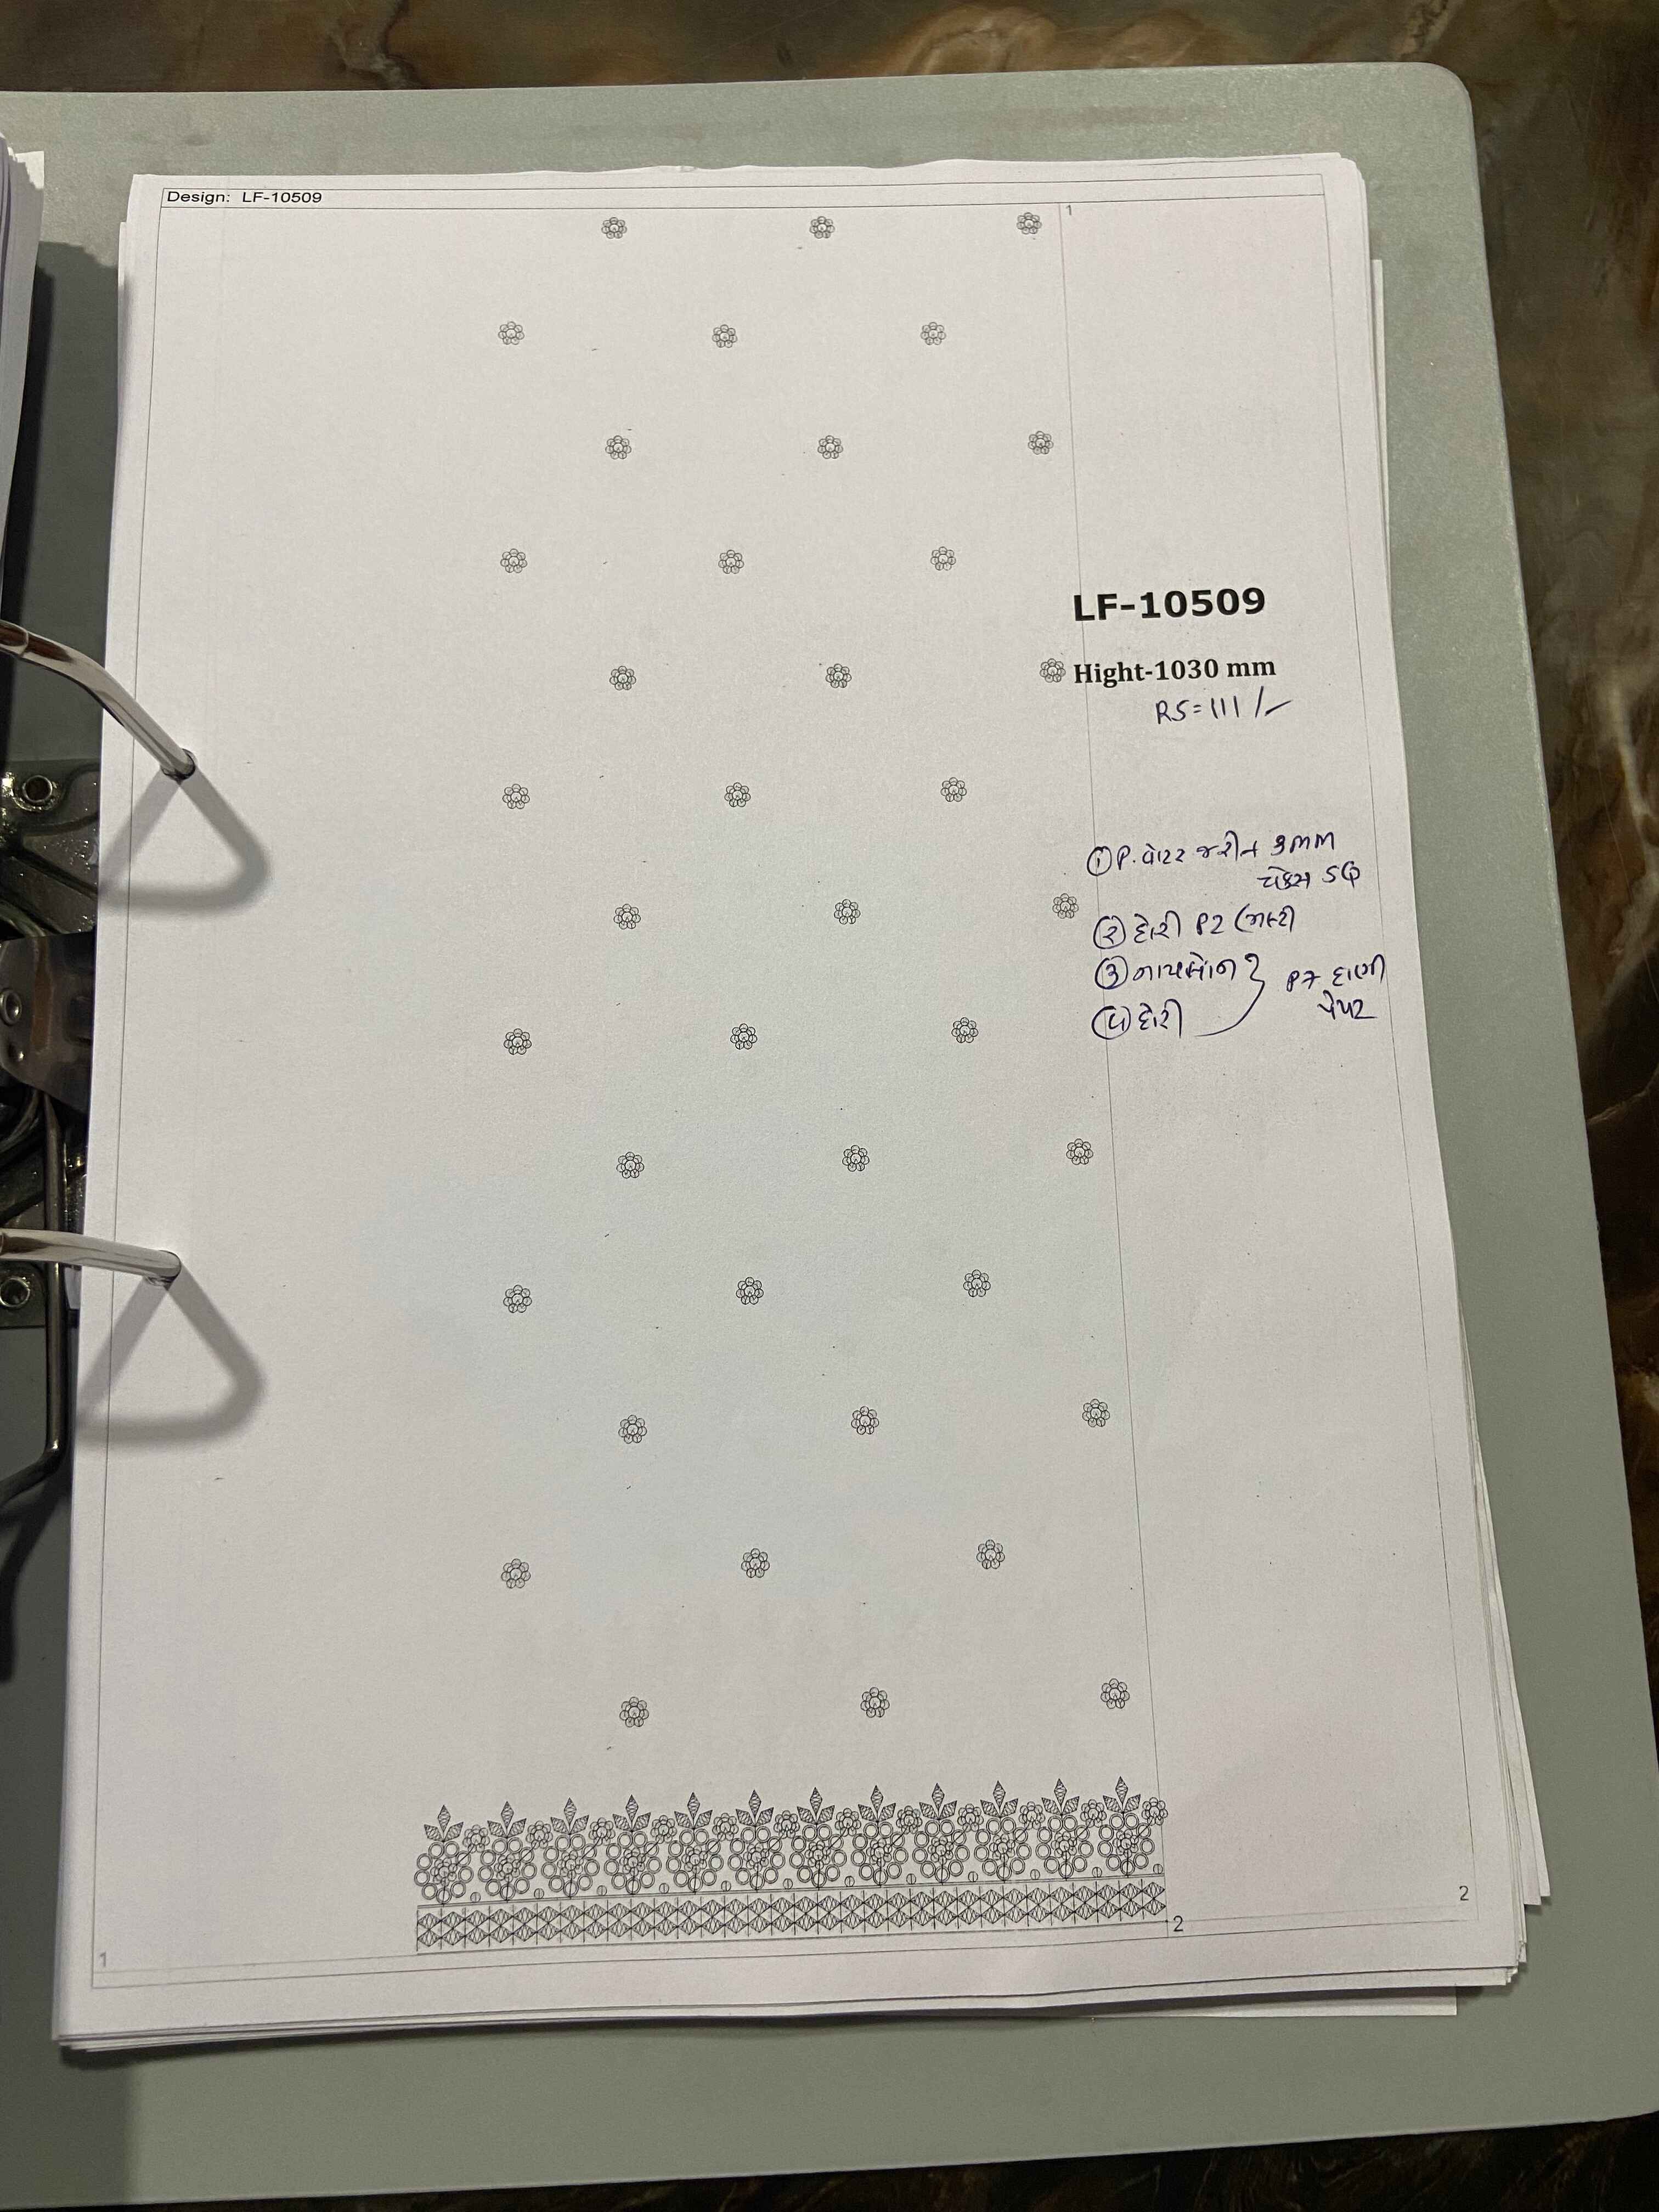 Design: LF-10509
1
LF-10509
Hight-1030 mm
RS=111/-
① P. વોટર જરીન 3mm
ચેકસ SQ
② દોરી P2
③ નાયલોન
④ દોરી
P7 દાણી
પેપર
2
2
1